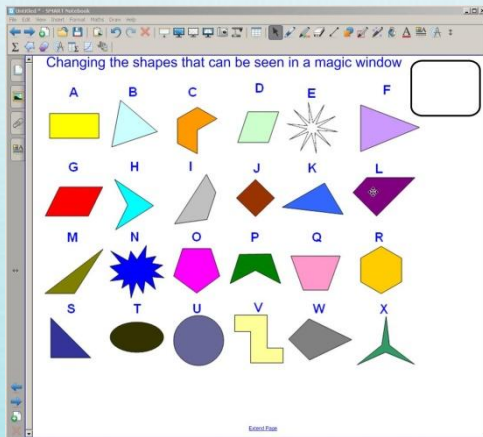 Untitled * - SMART Notebook
File Edit View Insert Format Maths Draw Help
Changing the shapes that can be seen in a magic window
A B C D E F
G H I J K L
M N O P Q R
S T U V W X
Extend Page